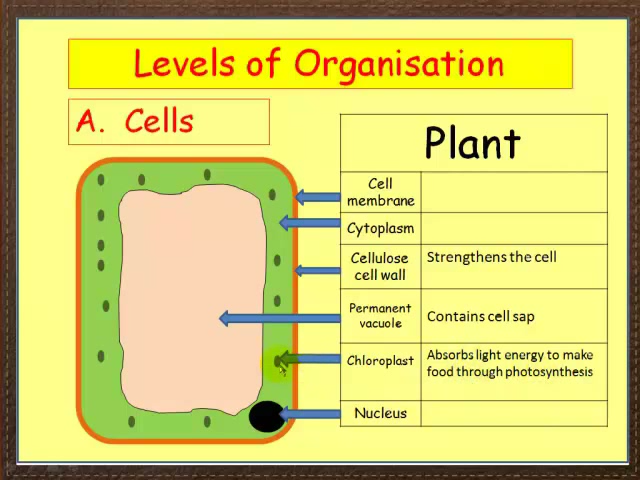 Levels of Organisation
A. Cells
Plant
Cell
membrane
Cytoplasm
Cellulose
cell wall
Strengthens the cell
Permanent
vacuole
Contains cell sap
Chloroplast
Absorbs light energy to make
food through photosynthesis
Nucleus